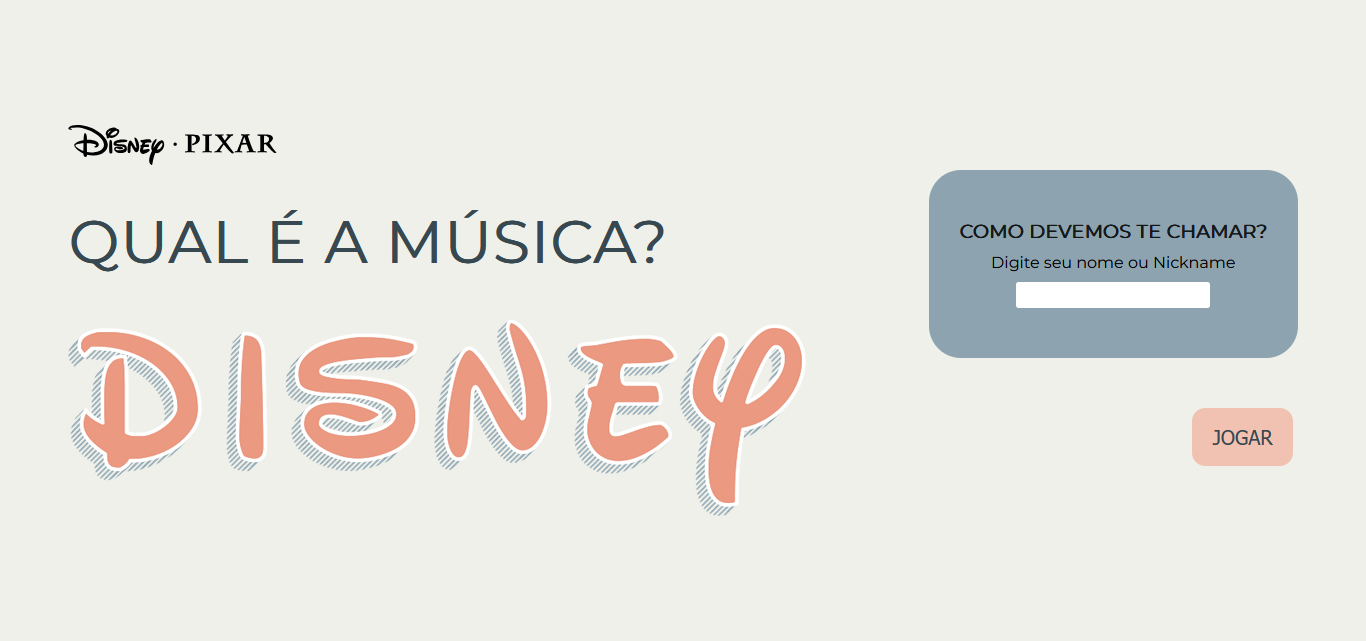 Disney · PIXAR
QUAL É A MÚSICA?
DISNEY
COMO DEVEMOS TE CHAMAR?
Digite seu nome ou Nickname
JOGAR